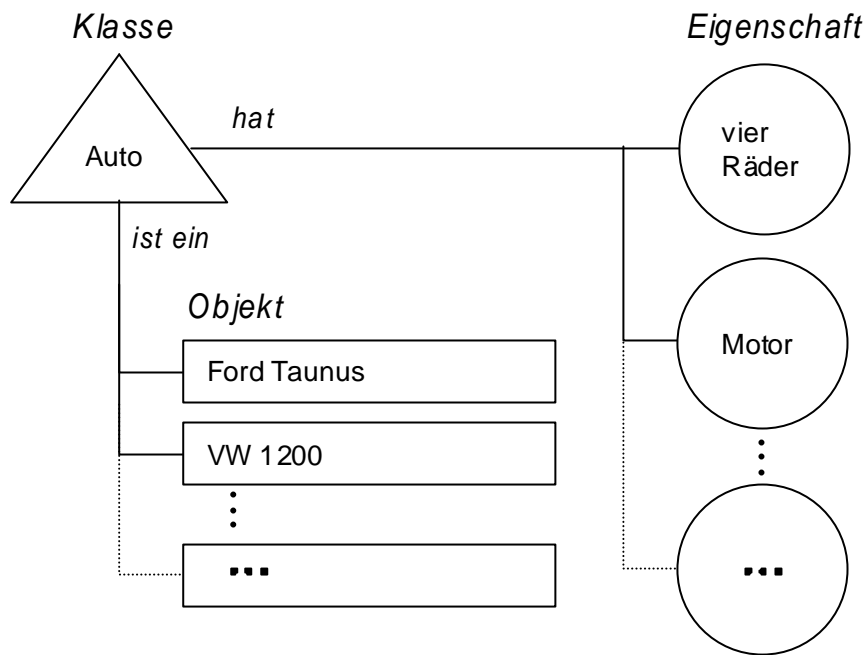 Klasse
Eigenschaft
hat
vier
Räder
Auto
ist ein
Objekt
Ford Taunus
Motor
VW 1200
...
...